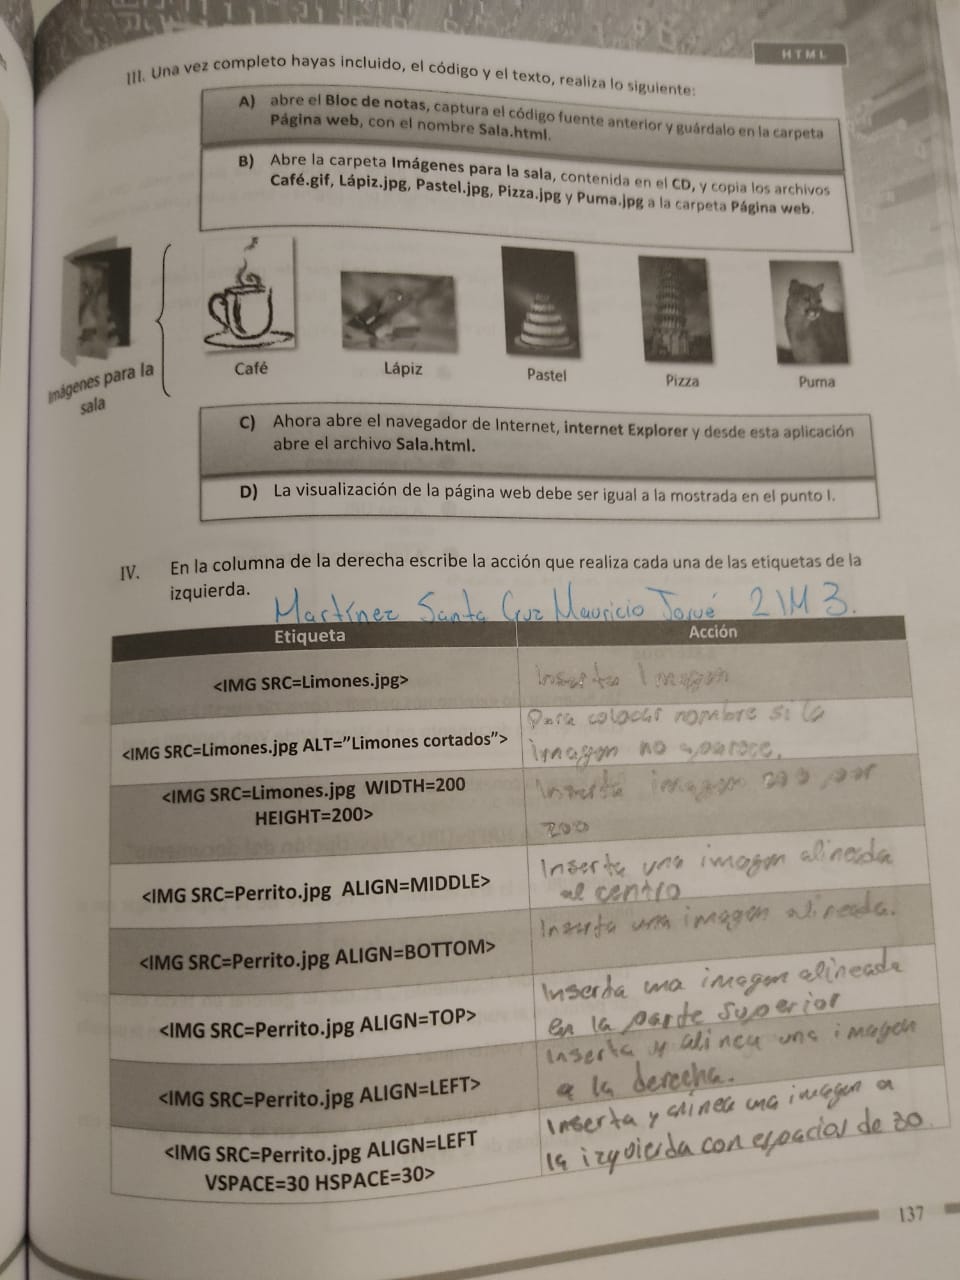 HTML
III. Una vez completo hayas incluido, el código y el texto, realiza lo siguiente:
A) abre el Bloc de notas, captura el código fuente anterior y guárdalo en la carpeta
Página web, con el nombre Sala.html.
B) Abre la carpeta Imágenes para la sala, contenida en el CD, y copia los archivos
Café.gif, Lápiz.jpg, Pastel.jpg, Pizza.jpg y Puma.jpg a la carpeta Página web.
Imágenes para la
sala
Café
Lápiz
Pastel
Pizza
Puma
C) Ahora abre el navegador de Internet, internet Explorer y desde esta aplicación
abre el archivo Sala.html.
D) La visualización de la página web debe ser igual a la mostrada en el punto I.
IV. En la columna de la derecha escribe la acción que realiza cada una de las etiquetas de la
izquierda.
Martínez Santa Cruz Mauricio Josué 2IM3.
Etiqueta Acción
<IMG SRC=Limones.jpg> Inserta Imagen
Para colocar nombre si la
<IMG SRC=Limones.jpg ALT="Limones cortados"> imagen no aparece.
<IMG SRC=Limones.jpg WIDTH=200 Inserta imagen 200 por
HEIGHT=200> 200
Inserta una imagen alineada
<IMG SRC=Perrito.jpg ALIGN=MIDDLE> al centro
Inserta una imagen alineada.
<IMG SRC=Perrito.jpg ALIGN=BOTTOM>
Inserta una imagen alineada
<IMG SRC=Perrito.jpg ALIGN=TOP> en la parte superior
Inserta y alinea una imagen
<IMG SRC=Perrito.jpg ALIGN=LEFT> a la derecha.
Inserta y alinea una imagen a
<IMG SRC=Perrito.jpg ALIGN=LEFT la izquierda con espacios de 30.
VSPACE=30 HSPACE=30>
137